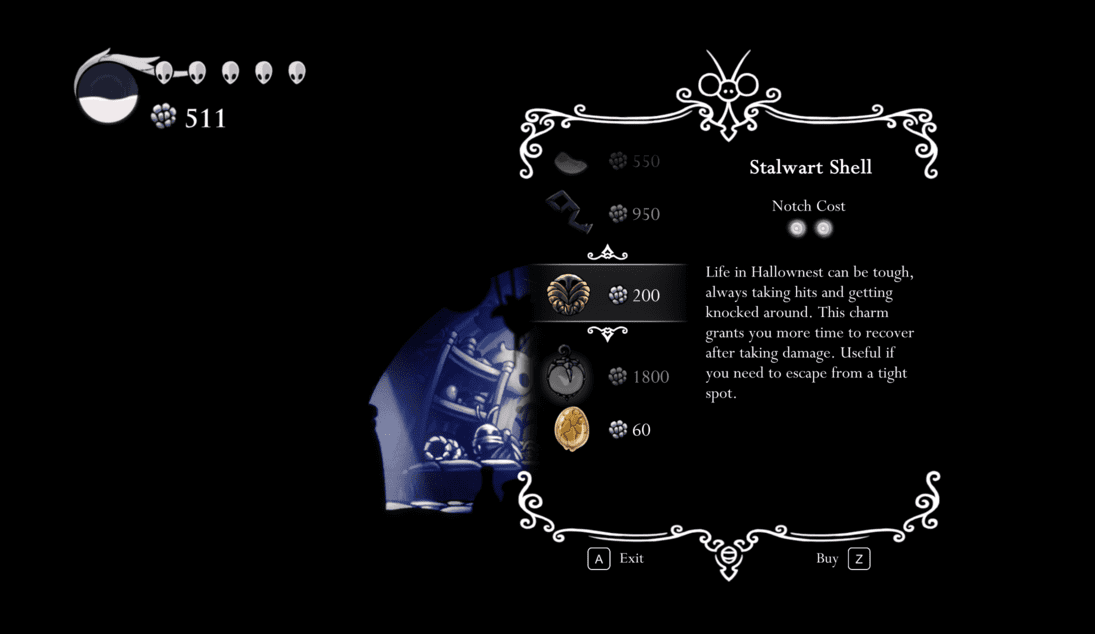 511
550
950
200
1800
60
Stalwart Shell
Notch Cost
Life in Hallownest can be tough,
always taking hits and getting
knocked around. This charm
grants you more time to recover
after taking damage. Useful if
you need to escape from a tight
spot.
A Exit
Buy Z